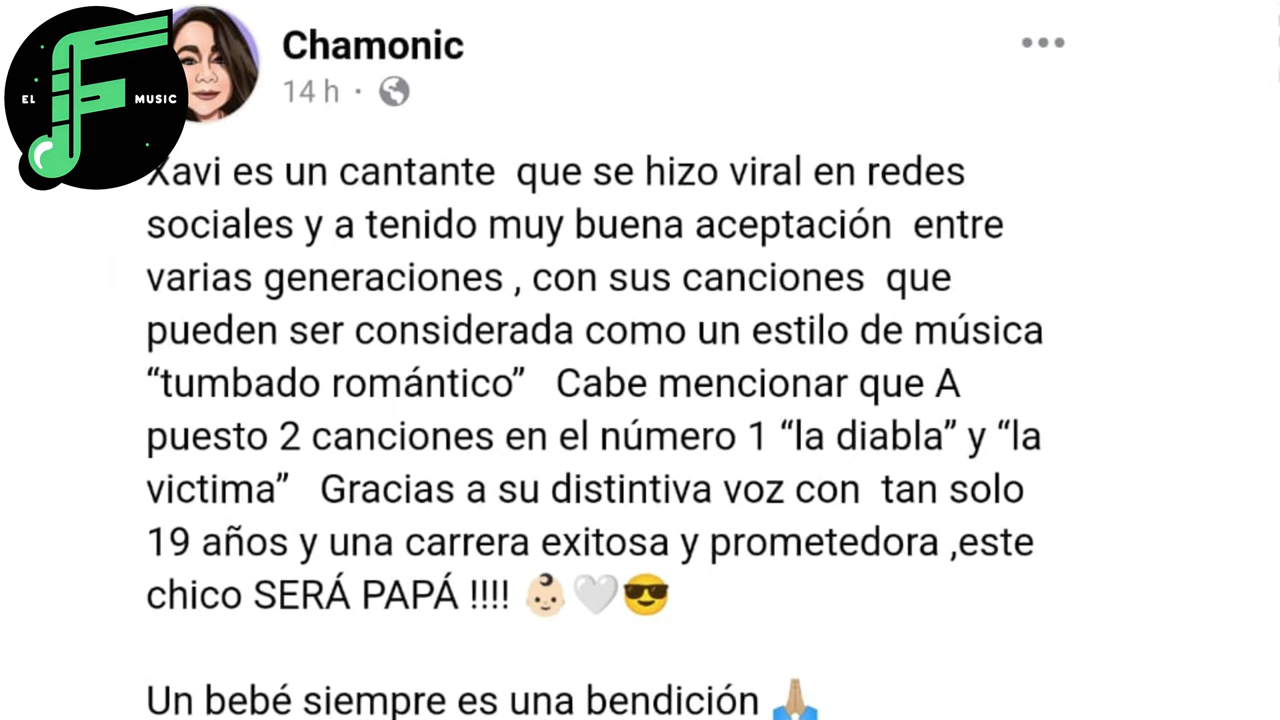 EL F MUSIC
Chamonic
14 h ·
Xavi es un cantante que se hizo viral en redes
sociales y a tenido muy buena aceptación entre
varias generaciones , con sus canciones que
pueden ser considerada como un estilo de música
“tumbado romántico” Cabe mencionar que A
puesto 2 canciones en el número 1 “la diabla” y “la
victima” Gracias a su distintiva voz con tan solo
19 años y una carrera exitosa y prometedora ,este
chico SERÁ PAPÁ !!!! 👶🏻🤍😎
Un bebé siempre es una bendición 🙏🏼